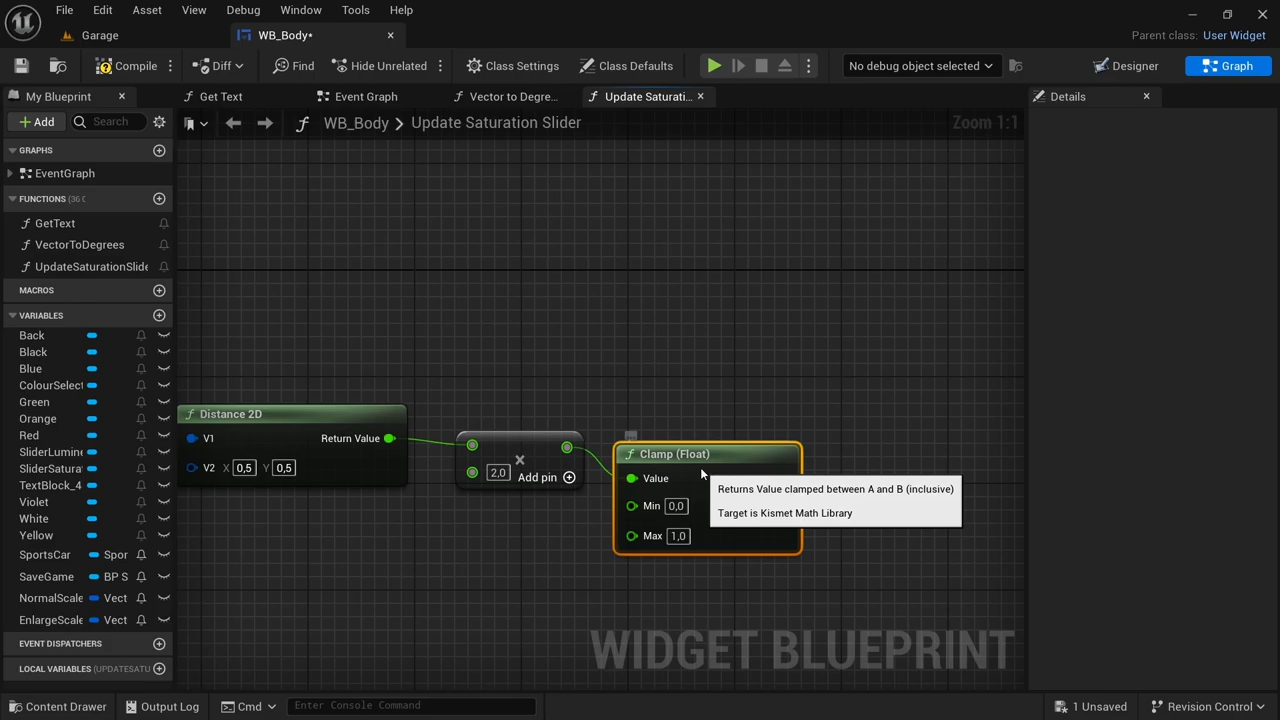 File Edit Asset View Debug Window Tools Help
Garage
WB_Body*
Parent class: User Widget
Compile
Diff
Find
Hide Unrelated
Class Settings
Class Defaults
No debug object selected
Designer
Graph
My Blueprint
Get Text
Event Graph
Vector to Degre...
Update Saturati...
Details
Add
Search
WB_Body > Update Saturation Slider
Zoom 1:1
GRAPHS
EventGraph
FUNCTIONS (36
GetText
VectorToDegrees
UpdateSaturationSlide
MACROS
VARIABLES
Back
Black
Blue
ColourSelect
Green
Orange
Red
SliderLumine
SliderSatura
TextBlock_4
Violet
White
Yellow
SportsCar Spor
SaveGame BP S
NormalScale Vect
EnlargeScale Vect
EVENT DISPATCHERS
LOCAL VARIABLES (UPDATESATU
Distance 2D
V1
Return Value
V2 X 0,5 Y 0,5
×
2,0
Add pin
Clamp (Float)
Value
Min 0,0
Max 1,0
Returns Value clamped between A and B (inclusive)
Target is Kismet Math Library
WIDGET BLUEPRINT
Content Drawer
Output Log
Cmd
Enter Console Command
1 Unsaved
Revision Control